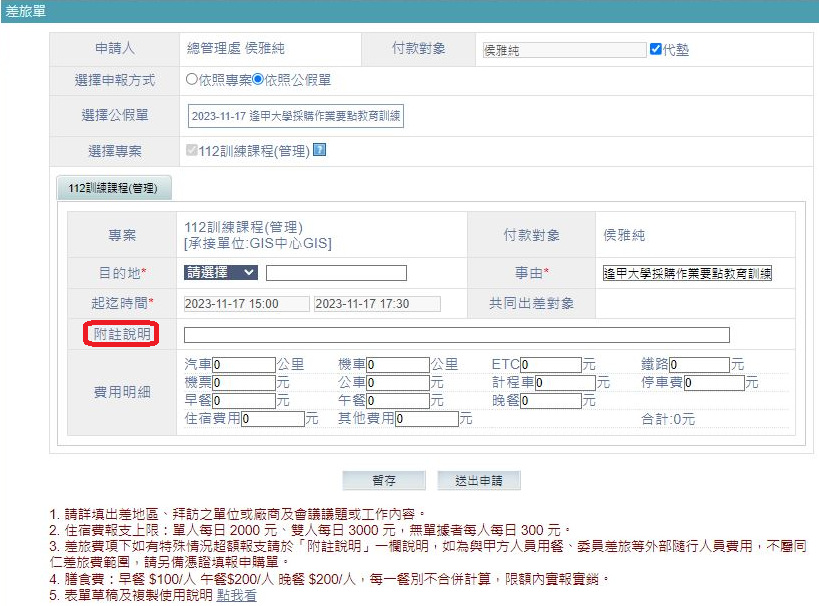 差旅單
申請人 總管理處 侯雅純 付款對象 侯雅純 代墊
選擇申報方式 依照專案 依照公假單
選擇公假單 2023-11-17 逢甲大學採購作業要點教育訓練
選擇專案 112訓練課程(管理) ?
112訓練課程(管理)
專案 112訓練課程(管理) 付款對象 侯雅純
[承接單位:GIS中心GIS]
目的地* 請選擇 事由* 逢甲大學採購作業要點教育訓練
起迄時間* 2023-11-17 15:00 2023-11-17 17:30 共同出差對象
附註說明
費用明細
汽車 0 公里 機車 0 公里 ETC 0 元 鐵路 0 元
機票 0 元 公車 0 元 計程車 0 元 停車費 0 元
早餐 0 元 午餐 0 元 晚餐 0 元
住宿費用 0 元 其他費用 0 元 合計:0元
暫存 送出申請
1. 請詳填出差地區、拜訪之單位或廠商及會議議題或工作內容。
2. 住宿費報支上限：單人每日 2000 元、雙人每日 3000 元，無單據者每人每日 300 元。
3. 差旅費項下如有特殊情況超額報支請於「附註說明」一欄說明，如為與甲方人員用餐、委員差旅等外部隨行人員費用，不屬同
仁差旅費範圍，請另備憑證填報申購單。
4. 膳食費：早餐 $100/人 午餐$200/人 晚餐 $200/人，每一餐別不合併計算，限額內實報實銷。
5. 表單草稿及複製使用說明 點我看